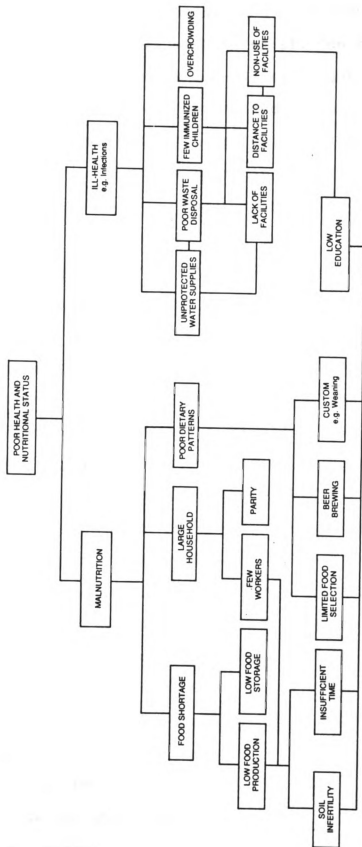 POOR HEALTH AND
NUTRITIONAL STATUS
MALNUTRITION
ILL-HEALTH
e.g. Infections
FOOD SHORTAGE
LARGE
HOUSEHOLD
POOR DIETARY
PATTERNS
UNPROTECTED
WATER SUPPLIES
POOR WASTE
DISPOSAL
FEW IMMUNIZED
CHILDREN
OVERCROWDING
LOW FOOD
PRODUCTION
LOW FOOD
STORAGE
FEW
WORKERS
PARITY
LACK OF
FACILITIES
DISTANCE TO
FACILITIES
NON-USE OF
FACILITIES
SOIL
INFERTILITY
INSUFFICIENT
TIME
LIMITED FOOD
SELECTION
BEER
BREWING
CUSTOM
e.g. Weaning
LOW
EDUCATION